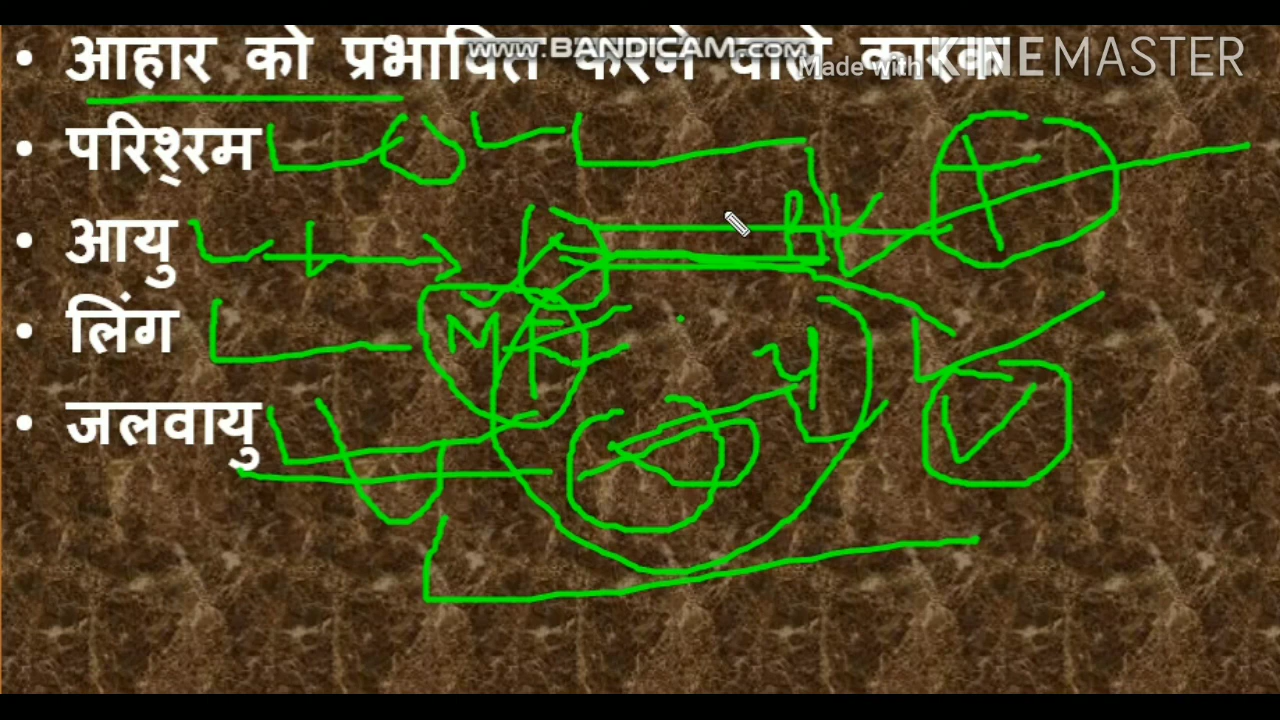 • आहार को प्रभावित करने वाले कारक
www.BANDICAM.com
Made with KINEMASTER
• परिश्रम
• आयु
• लिंग
M F
• जलवायु